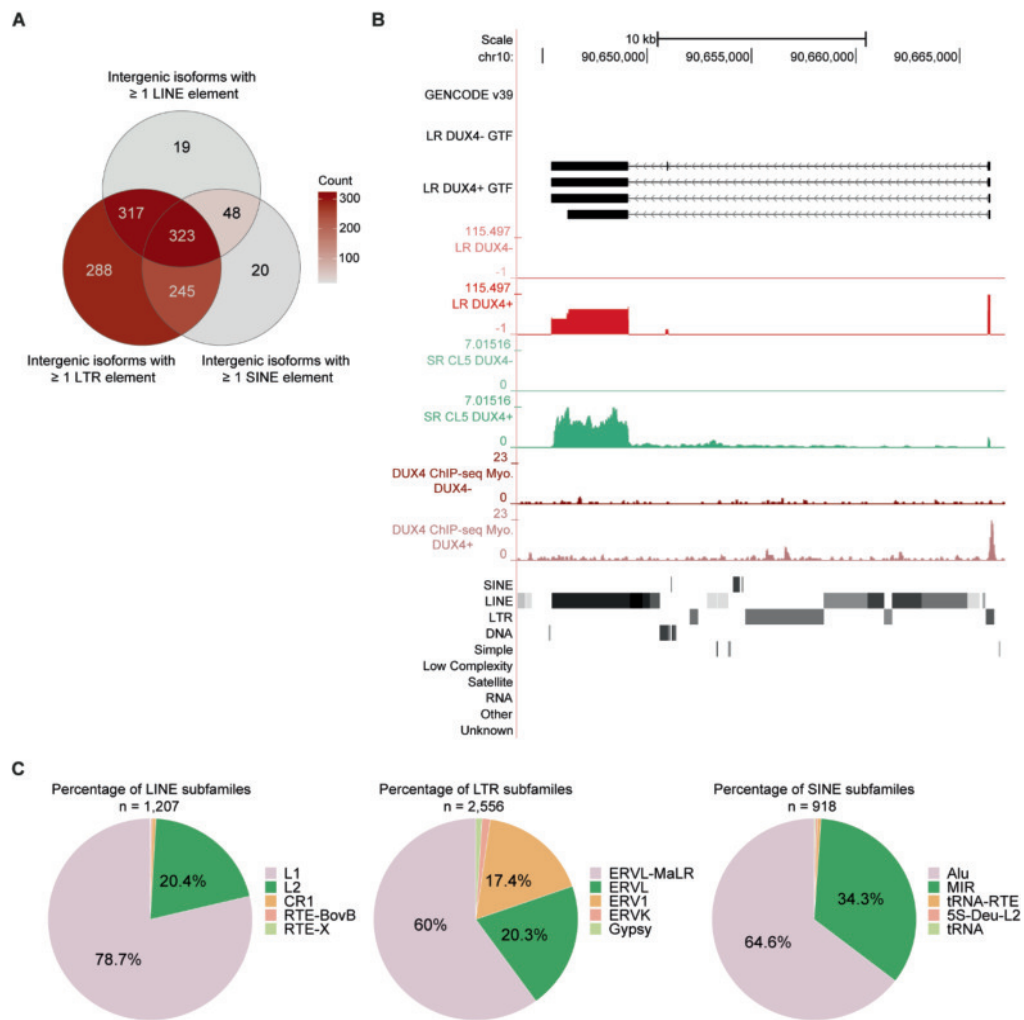 A
Intergenic isoforms with
≥ 1 LINE element
19
317
48
323
288
245
20
Intergenic isoforms with
≥ 1 LTR element
Intergenic isoforms with
≥ 1 SINE element
Count
300
200
100
B
Scale
10 kb
chr10:
90,650,000
90,655,000
90,660,000
90,665,000
GENCODE v39
LR DUX4- GTF
LR DUX4+ GTF
115.497
LR DUX4-
-1
115.497
LR DUX4+
-1
7.01516
SR CL5 DUX4-
0
7.01516
SR CL5 DUX4+
0
23
DUX4 ChIP-seq Myo.
DUX4-
0
23
DUX4 ChIP-seq Myo.
DUX4+
0
SINE
LINE
LTR
DNA
Simple
Low Complexity
Satellite
RNA
Other
Unknown
C
Percentage of LINE subfamiles
n = 1,207
20.4%
78.7%
L1
L2
CR1
RTE-BovB
RTE-X
Percentage of LTR subfamiles
n = 2,556
17.4%
60%
20.3%
ERVL-MaLR
ERVL
ERV1
ERVK
Gypsy
Percentage of SINE subfamiles
n = 918
34.3%
64.6%
Alu
MIR
tRNA-RTE
5S-Deu-L2
tRNA